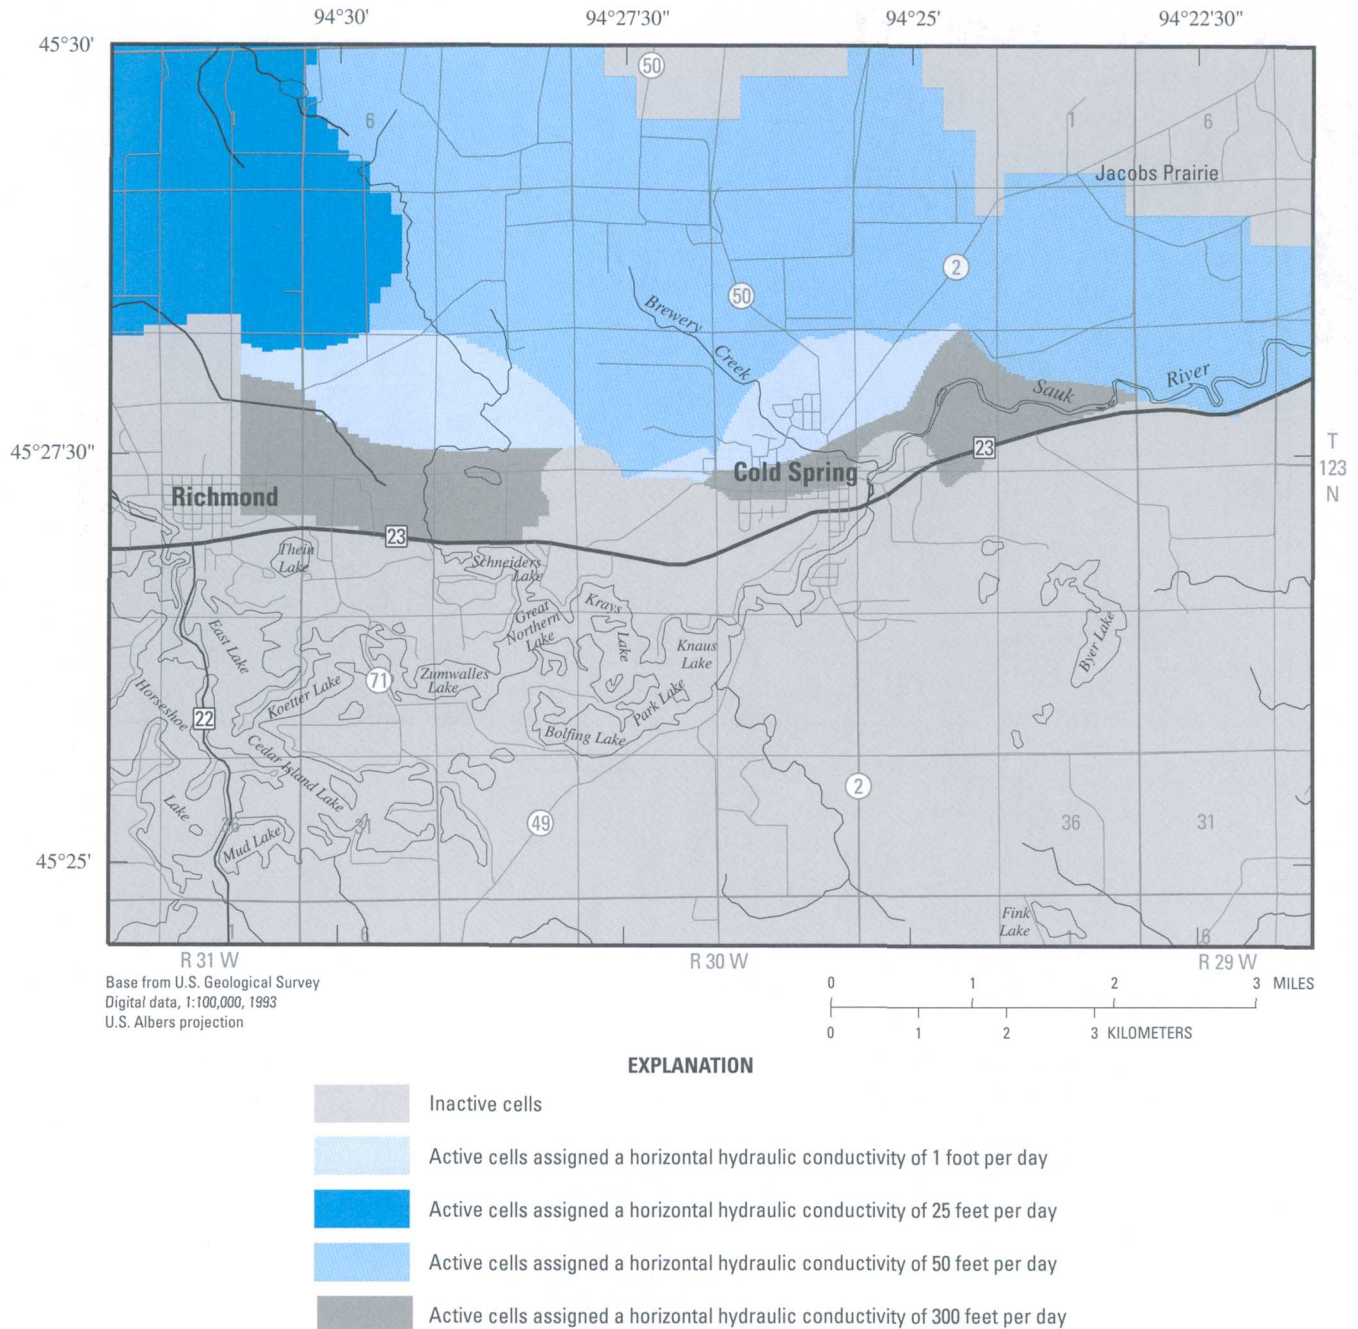 94°30' 94°27'30" 94°25' 94°22'30"
45°30'
50
1
6
1
6
Jacobs Prairie
2
50
Brewery
Creek
Sauk
River
45°27'30"
T
123
N
23
Cold Spring
Richmond
23
Thein
Lake
Schneiders
Lake
Great
Northern
Lake
Krays
Lake
Knaus
Lake
Byer Lake
East Lake
71
Zumwalles
Lake
Koetter Lake
Park Lake
Horseshoe
Lake
22
Bolfing Lake
Cedar Island Lake
2
49
36
31
36
31
Mud Lake
45°25'
Fink
Lake
1
6
1
6
R 31 W R 30 W R 29 W
Base from U.S. Geological Survey
Digital data, 1:100,000, 1993
U.S. Albers projection
0 1 2 3 MILES
0 1 2 3 KILOMETERS
EXPLANATION
Inactive cells
Active cells assigned a horizontal hydraulic conductivity of 1 foot per day
Active cells assigned a horizontal hydraulic conductivity of 25 feet per day
Active cells assigned a horizontal hydraulic conductivity of 50 feet per day
Active cells assigned a horizontal hydraulic conductivity of 300 feet per day